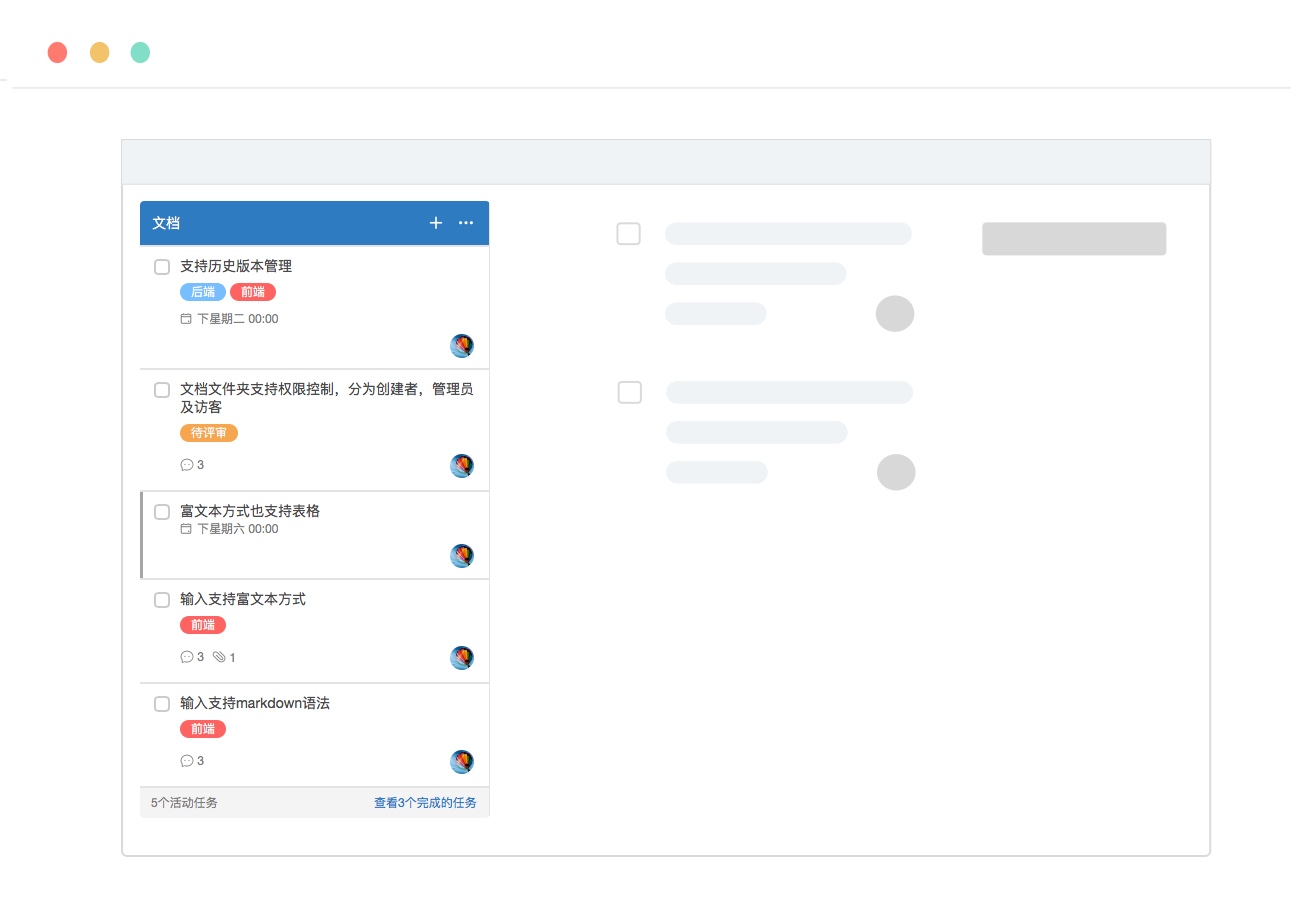 文档
支持历史版本管理
后端 前端
下星期二 00:00
文档文件夹支持权限控制，分为创建者，管理员
及访客
待评审
3
富文本方式也支持表格
下星期六 00:00
输入支持富文本方式
前端
3 1
输入支持markdown语法
前端
3
5个活动任务 查看3个完成的任务